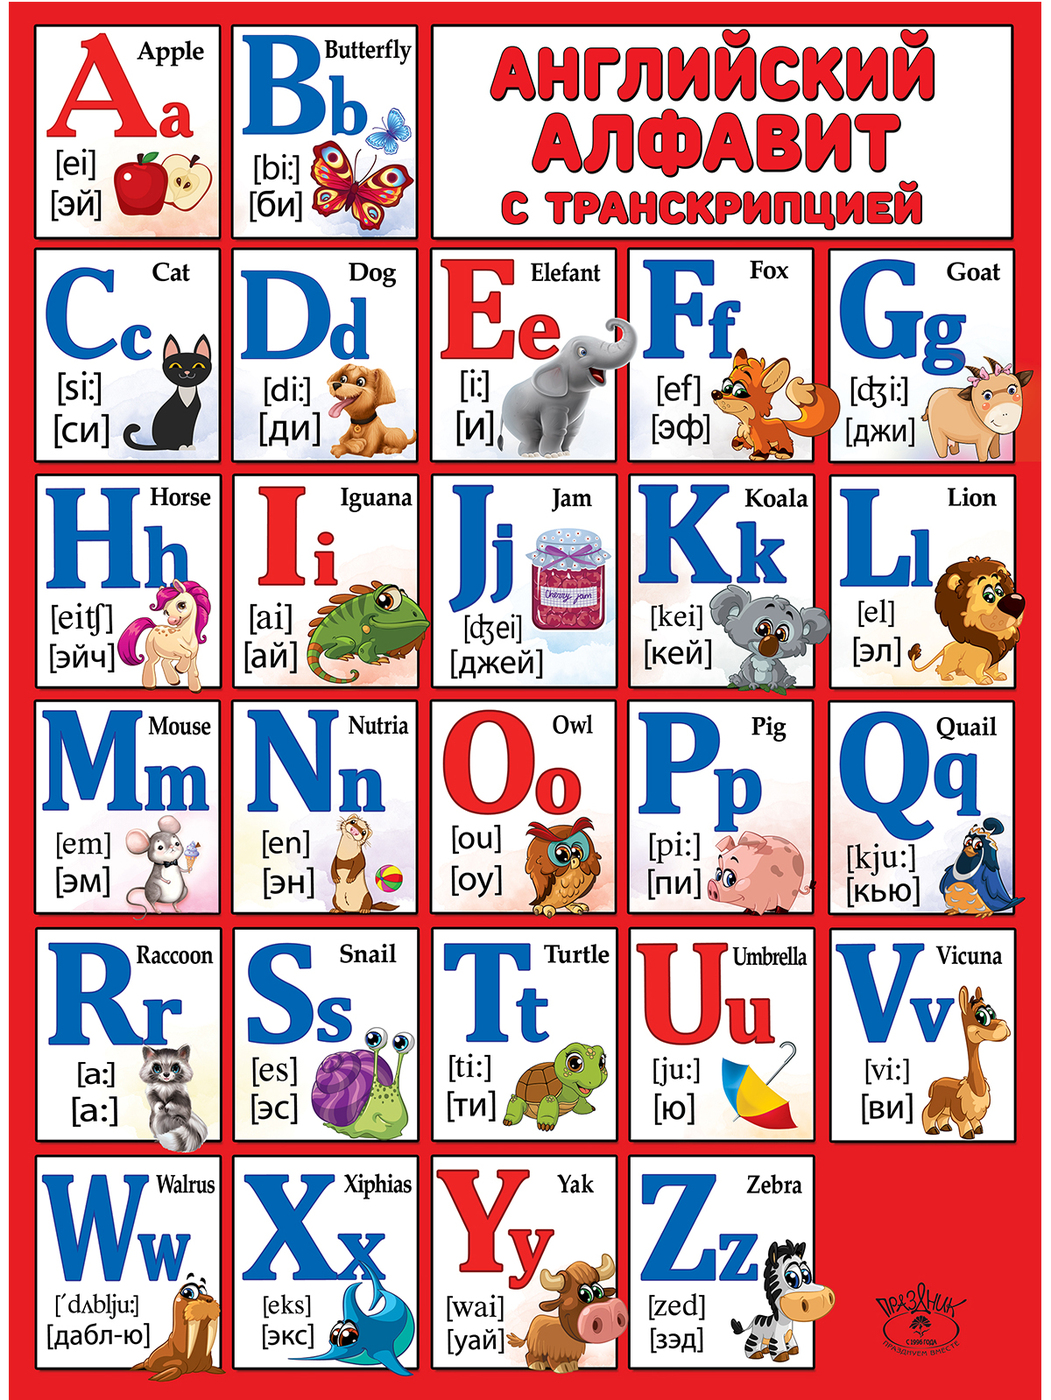 Aa
Apple
[ei]
[эй]
Bb
Butterfly
[bi:]
[би]
АНГЛИЙСКИЙ
АЛФАВИТ
С ТРАНСКРИПЦИЕЙ
Cc
Cat
[si:]
[си]
Dd
Dog
[di:]
[ди]
Ee
Elefant
[i:]
[и]
Ff
Fox
[ef]
[эф]
Gg
Goat
[ʤi:]
[джи]
Hh
Horse
[eitʃ]
[эйч]
Ii
Iguana
[ai]
[ай]
Jj
Jam
Cherry jam
[ʤei]
[джей]
Kk
Koala
[kei]
[кей]
Ll
Lion
[el]
[эл]
Mm
Mouse
[em]
[эм]
Nn
Nutria
[en]
[эн]
Oo
Owl
[ou]
[оу]
Pp
Pig
[pi:]
[пи]
Qq
Quail
[kju:]
[кью]
Rr
Raccoon
[a:]
[а:]
Ss
Snail
[es]
[эс]
Tt
Turtle
[ti:]
[ти]
Uu
Umbrella
[ju:]
[ю]
Vv
Vicuna
[vi:]
[ви]
Ww
Walrus
[´dʌblju:]
[дабл-ю]
Xx
Xiphias
[eks]
[экс]
Yy
Yak
[wai]
[уай]
Zz
Zebra
[zed]
[зэд]
ПРАЗДНИК
С 1996 ГОДА
ПРАЗДНУЕМ ВМЕСТЕ